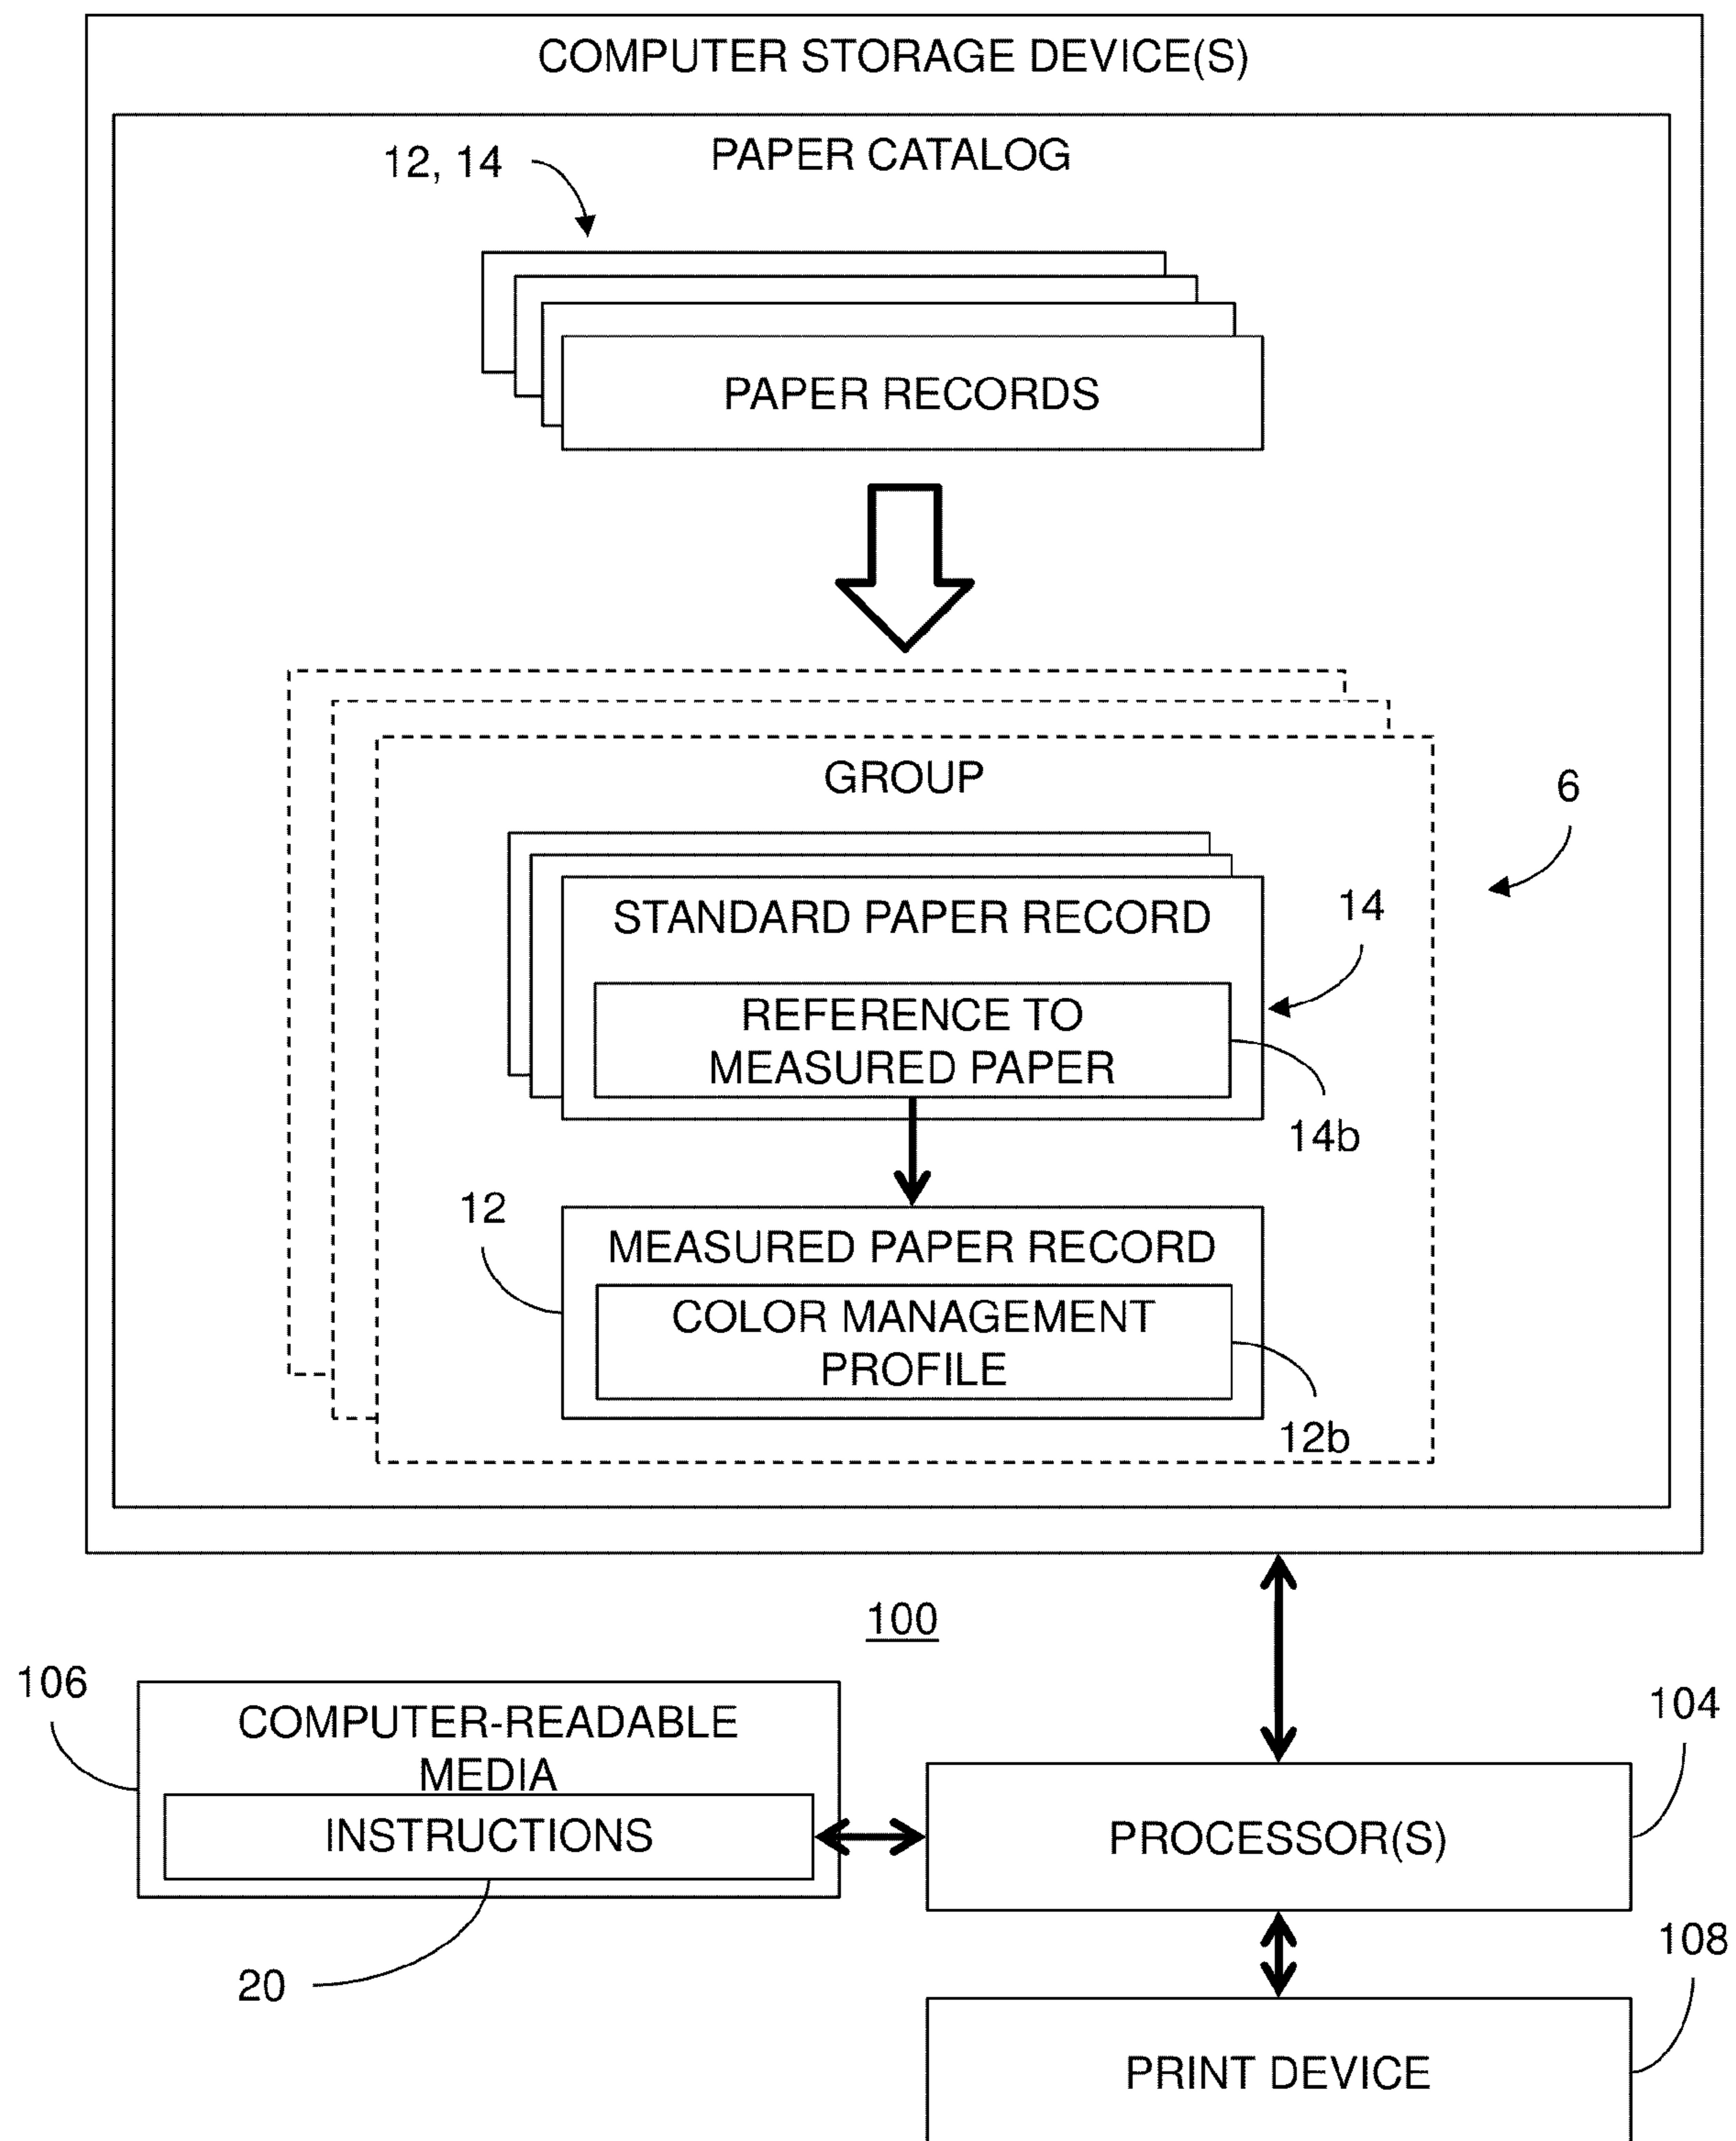 COMPUTER STORAGE DEVICE(S)
PAPER CATALOG
12, 14
PAPER RECORDS
GROUP
6
STANDARD PAPER RECORD
14
REFERENCE TO
MEASURED PAPER
14b
12
MEASURED PAPER RECORD
COLOR MANAGEMENT
PROFILE
12b
100
106
COMPUTER-READABLE
MEDIA
INSTRUCTIONS
20
104
PROCESSOR(S)
108
PRINT DEVICE